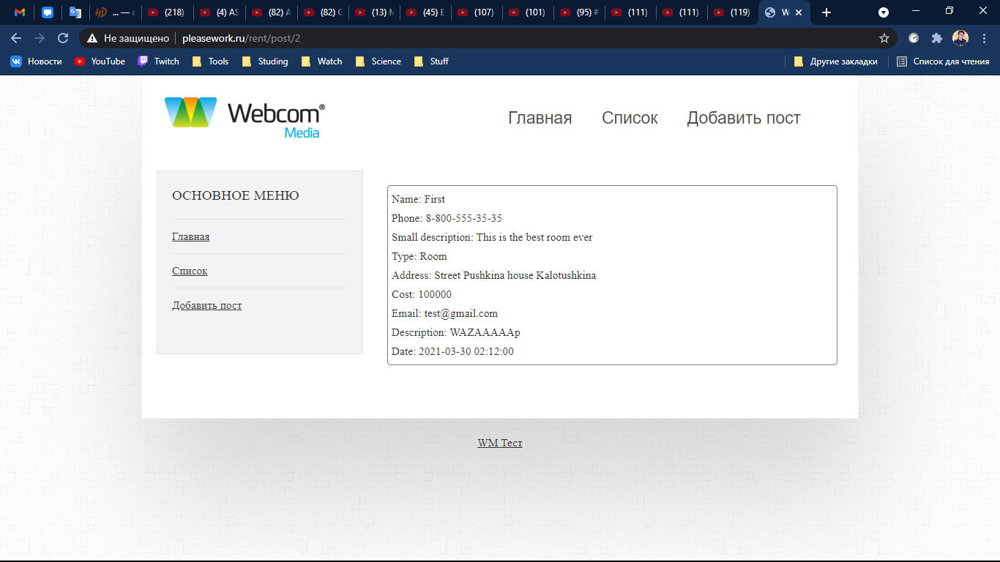 ... — c
(218)
(4) AS
(82) A
(82) G
(13) M
(45) E
(107)
(101)
(95) #
(111)
(111)
(119)
W
Не защищено
pleasework.ru/rent/post/2
Новости
YouTube
Twitch
Tools
Studing
Watch
Science
Stuff
Другие закладки
Список для чтения
Webcom®
Media
Главная
Список
Добавить пост
ОСНОВНОЕ МЕНЮ
Главная
Список
Добавить пост
Name: First
Phone: 8-800-555-35-35
Small description: This is the best room ever
Type: Room
Address: Street Pushkina house Kalotushkina
Cost: 100000
Email: test@gmail.com
Description: WAZAAAAAp
Date: 2021-03-30 02:12:00
WM Тест